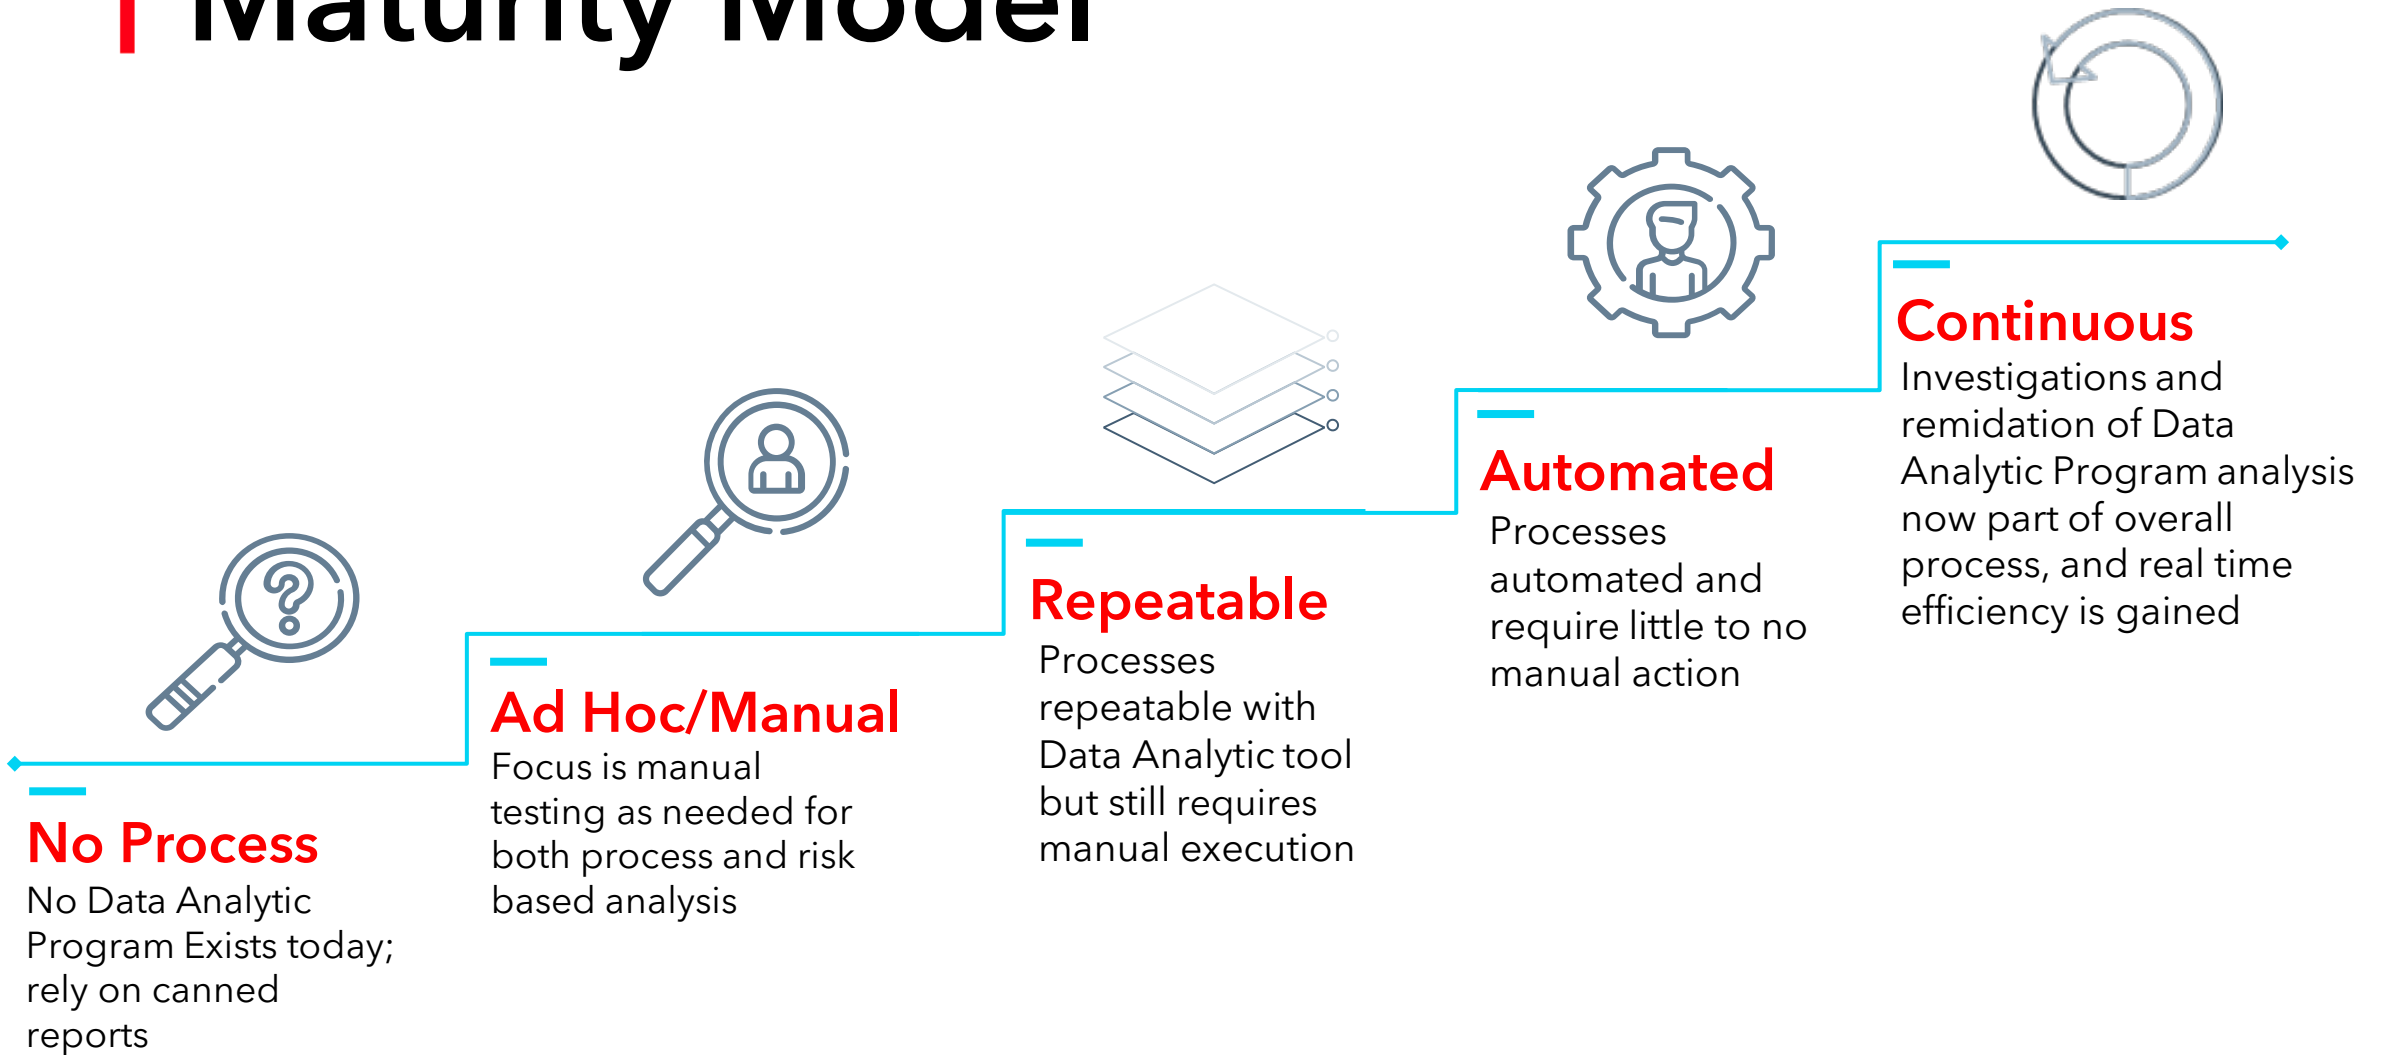 Maturity Model
Continuous
Investigations and
remidation of Data
Analytic Program analysis
now part of overall
process, and real time
efficiency is gained
Automated
Processes
automated and
require little to no
manual action
Repeatable
Processes
repeatable with
Data Analytic tool
but still requires
manual execution
Ad Hoc/Manual
Focus is manual
testing as needed for
both process and risk
based analysis
No Process
No Data Analytic
Program Exists today;
rely on canned
reports